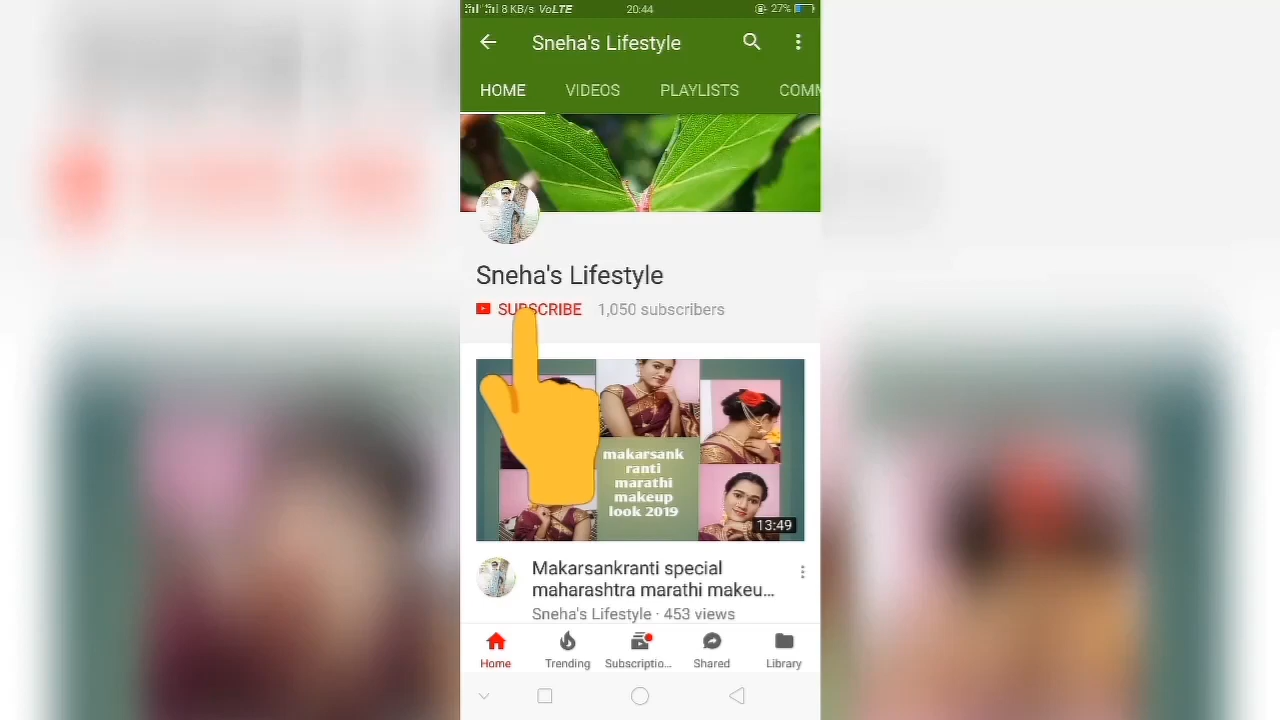 8 KB/s VoLTE 20:44 27%
Sneha's Lifestyle
HOME VIDEOS PLAYLISTS COMM
Sneha's Lifestyle
SUBSCRIBE 1,050 subscribers
makarsank
ranti
marathi
makeup
look 2019
13:49
Makarsankranti special
maharashtra marathi makeu...
Sneha's Lifestyle · 453 views
Home Trending Subscriptio... Shared Library